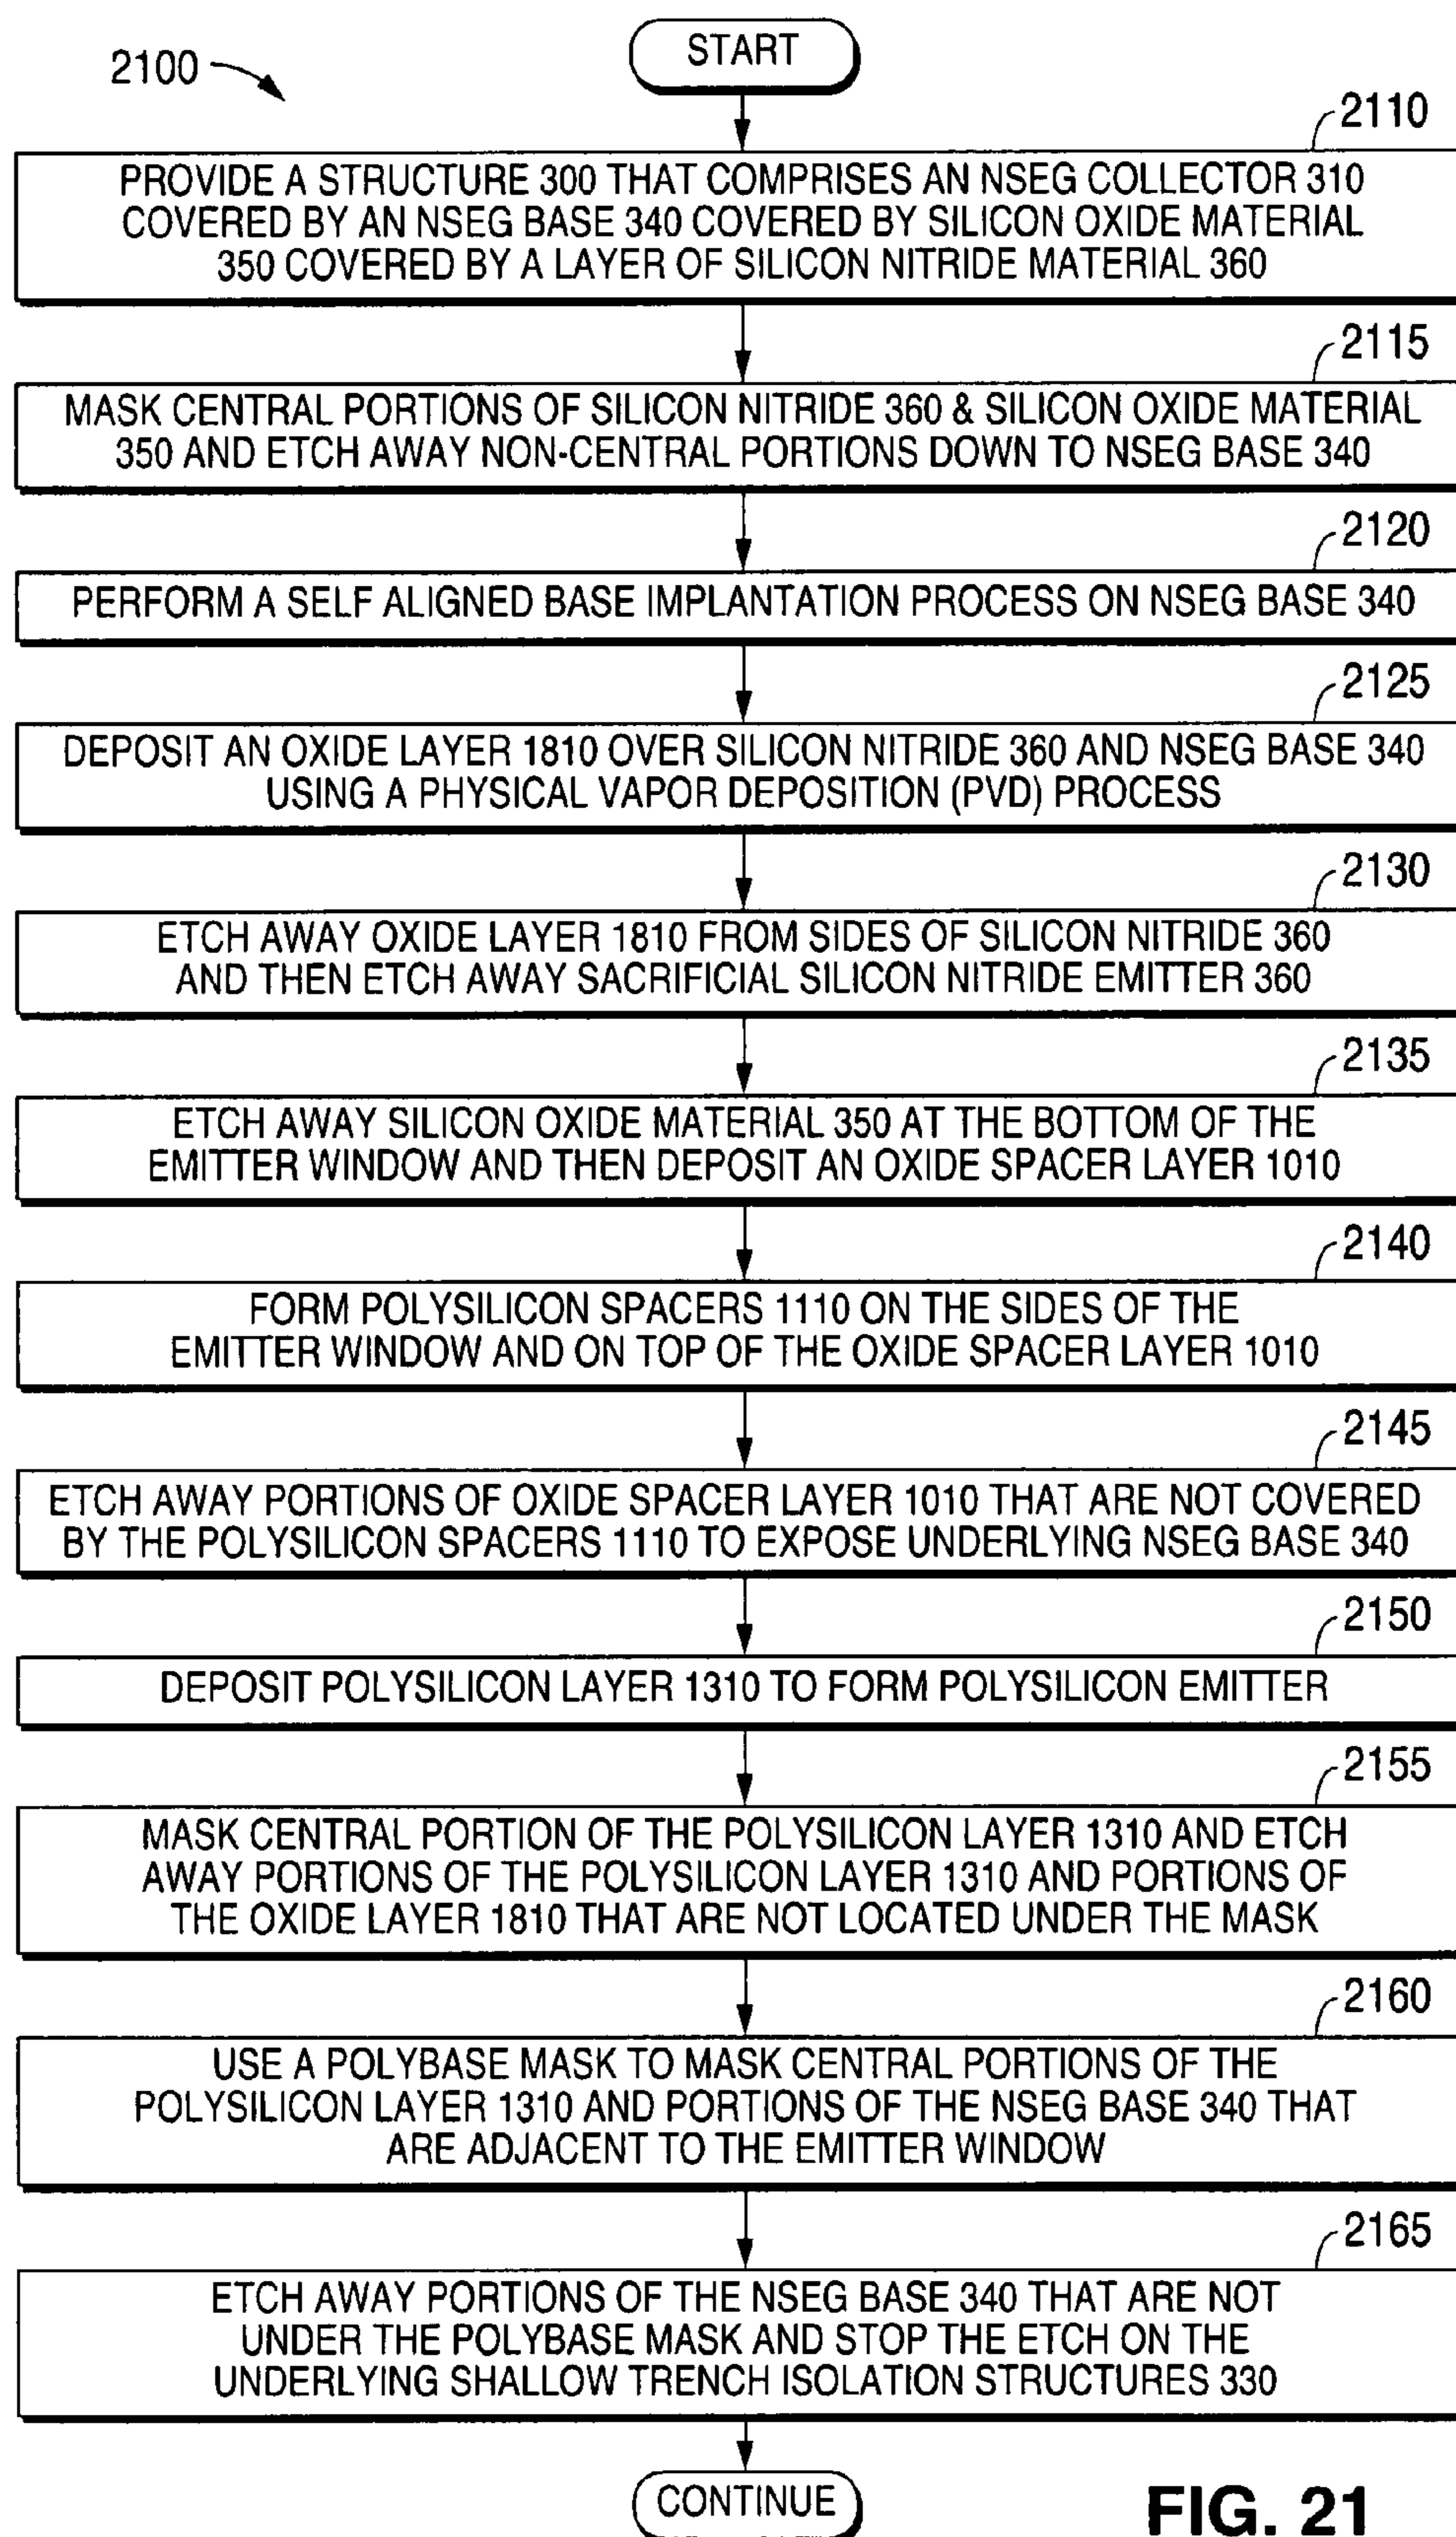 START
2100
2110
PROVIDE A STRUCTURE 300 THAT COMPRISES AN NSEG COLLECTOR 310
COVERED BY AN NSEG BASE 340 COVERED BY SILICON OXIDE MATERIAL
350 COVERED BY A LAYER OF SILICON NITRIDE MATERIAL 360
2115
MASK CENTRAL PORTIONS OF SILICON NITRIDE 360 & SILICON OXIDE MATERIAL
350 AND ETCH AWAY NON-CENTRAL PORTIONS DOWN TO NSEG BASE 340
2120
PERFORM A SELF ALIGNED BASE IMPLANTATION PROCESS ON NSEG BASE 340
2125
DEPOSIT AN OXIDE LAYER 1810 OVER SILICON NITRIDE 360 AND NSEG BASE 340
USING A PHYSICAL VAPOR DEPOSITION (PVD) PROCESS
2130
ETCH AWAY OXIDE LAYER 1810 FROM SIDES OF SILICON NITRIDE 360
AND THEN ETCH AWAY SACRIFICIAL SILICON NITRIDE EMITTER 360
2135
ETCH AWAY SILICON OXIDE MATERIAL 350 AT THE BOTTOM OF THE
EMITTER WINDOW AND THEN DEPOSIT AN OXIDE SPACER LAYER 1010
2140
FORM POLYSILICON SPACERS 1110 ON THE SIDES OF THE
EMITTER WINDOW AND ON TOP OF THE OXIDE SPACER LAYER 1010
2145
ETCH AWAY PORTIONS OF OXIDE SPACER LAYER 1010 THAT ARE NOT COVERED
BY THE POLYSILICON SPACERS 1110 TO EXPOSE UNDERLYING NSEG BASE 340
2150
DEPOSIT POLYSILICON LAYER 1310 TO FORM POLYSILICON EMITTER
2155
MASK CENTRAL PORTION OF THE POLYSILICON LAYER 1310 AND ETCH
AWAY PORTIONS OF THE POLYSILICON LAYER 1310 AND PORTIONS OF
THE OXIDE LAYER 1810 THAT ARE NOT LOCATED UNDER THE MASK
2160
USE A POLYBASE MASK TO MASK CENTRAL PORTIONS OF THE
POLYSILICON LAYER 1310 AND PORTIONS OF THE NSEG BASE 340 THAT
ARE ADJACENT TO THE EMITTER WINDOW
2165
ETCH AWAY PORTIONS OF THE NSEG BASE 340 THAT ARE NOT
UNDER THE POLYBASE MASK AND STOP THE ETCH ON THE
UNDERLYING SHALLOW TRENCH ISOLATION STRUCTURES 330
CONTINUE
FIG. 21